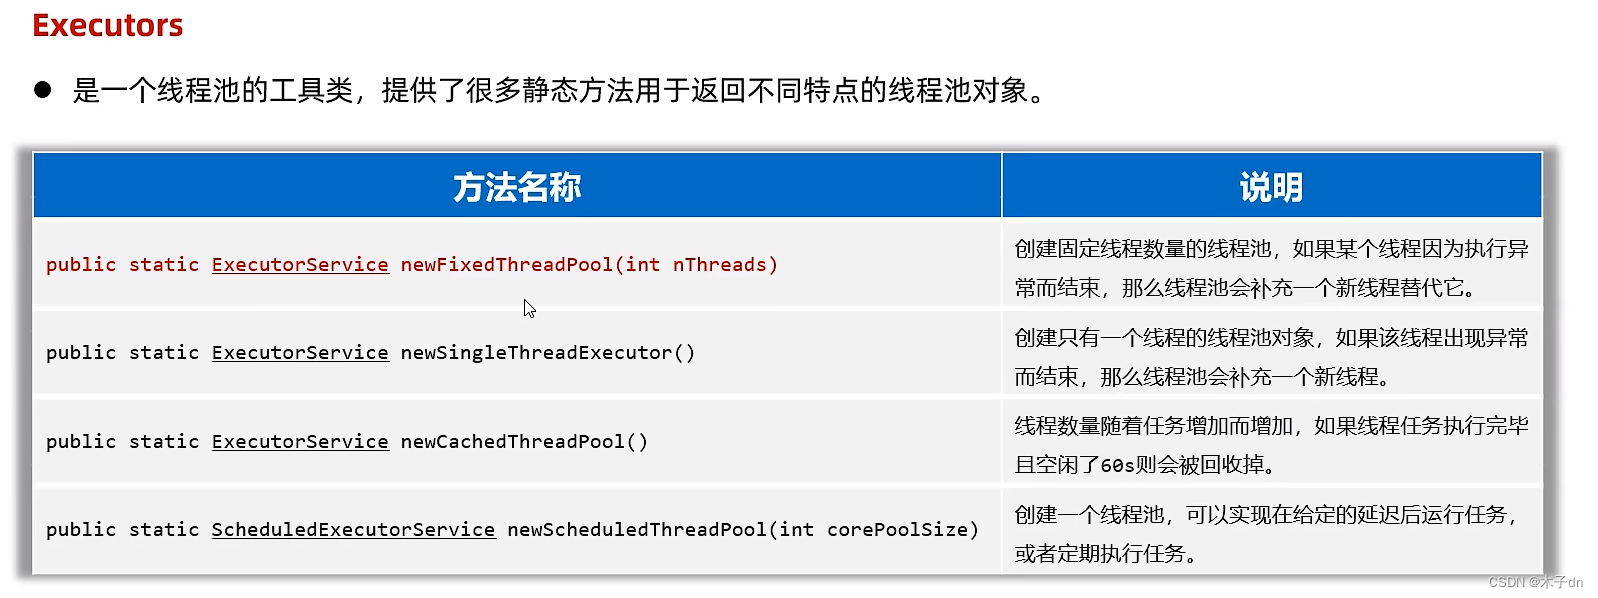 Executors
● 是一个线程池的工具类，提供了很多静态方法用于返回不同特点的线程池对象。
方法名称
说明
public static ExecutorService newFixedThreadPool(int nThreads)
创建固定线程数量的线程池，如果某个线程因为执行异
常而结束，那么线程池会补充一个新线程替代它。
public static ExecutorService newSingleThreadExecutor()
创建只有一个线程的线程池对象，如果该线程出现异常
而结束，那么线程池会补充一个新线程。
public static ExecutorService newCachedThreadPool()
线程数量随着任务增加而增加，如果线程任务执行完毕
且空闲了60s则会被回收掉。
public static ScheduledExecutorService newScheduledThreadPool(int corePoolSize)
创建一个线程池，可以实现在给定的延迟后运行任务，
或者定期执行任务。
CSDN @木子dn